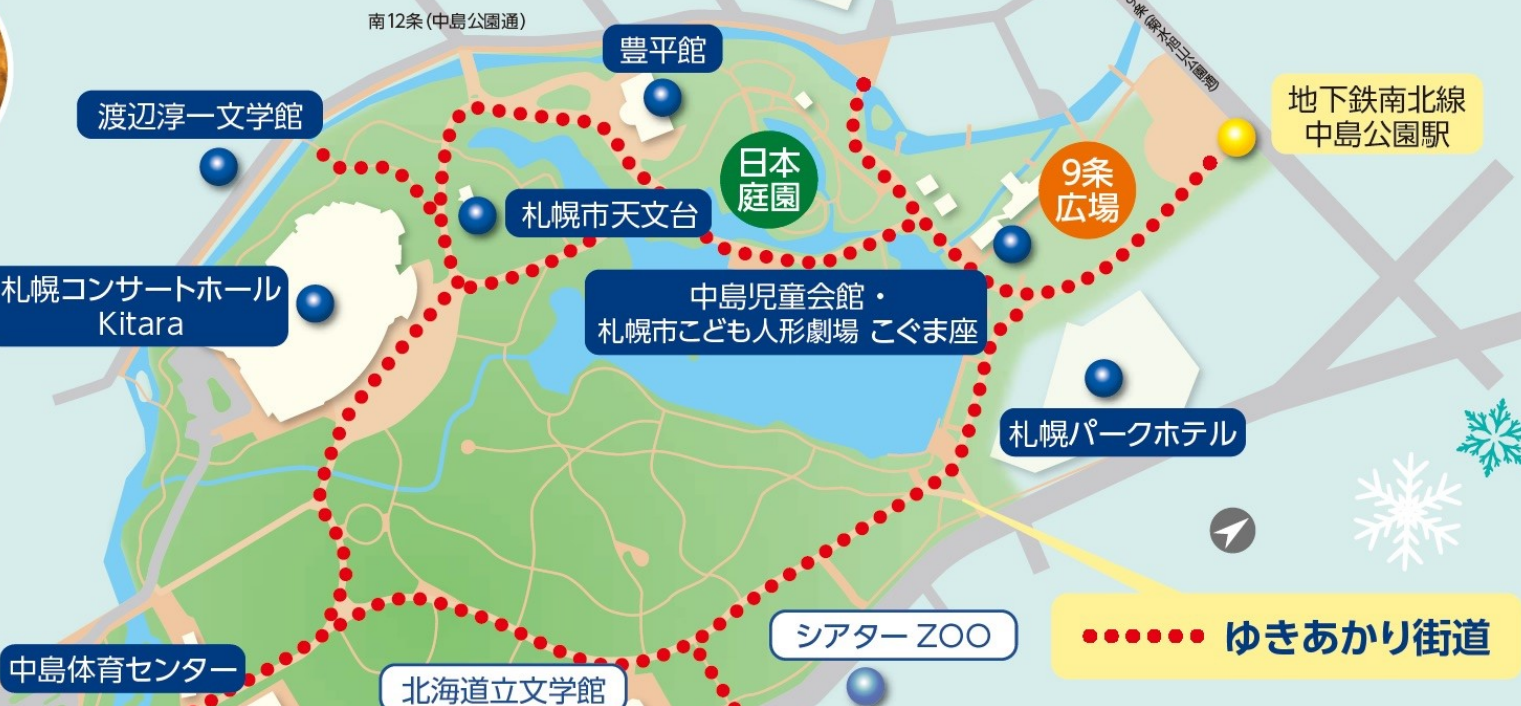 南12条(中島公園通)
豊平館
渡辺淳一文学館
地下鉄南北線
中島公園駅
日本
庭園
9条
広場
札幌市天文台
札幌コンサートホール
Kitara
中島児童会館・
札幌市こども人形劇場 こぐま座
札幌パークホテル
シアター ZOO
ゆきあかり街道
中島体育センター
北海道立文学館